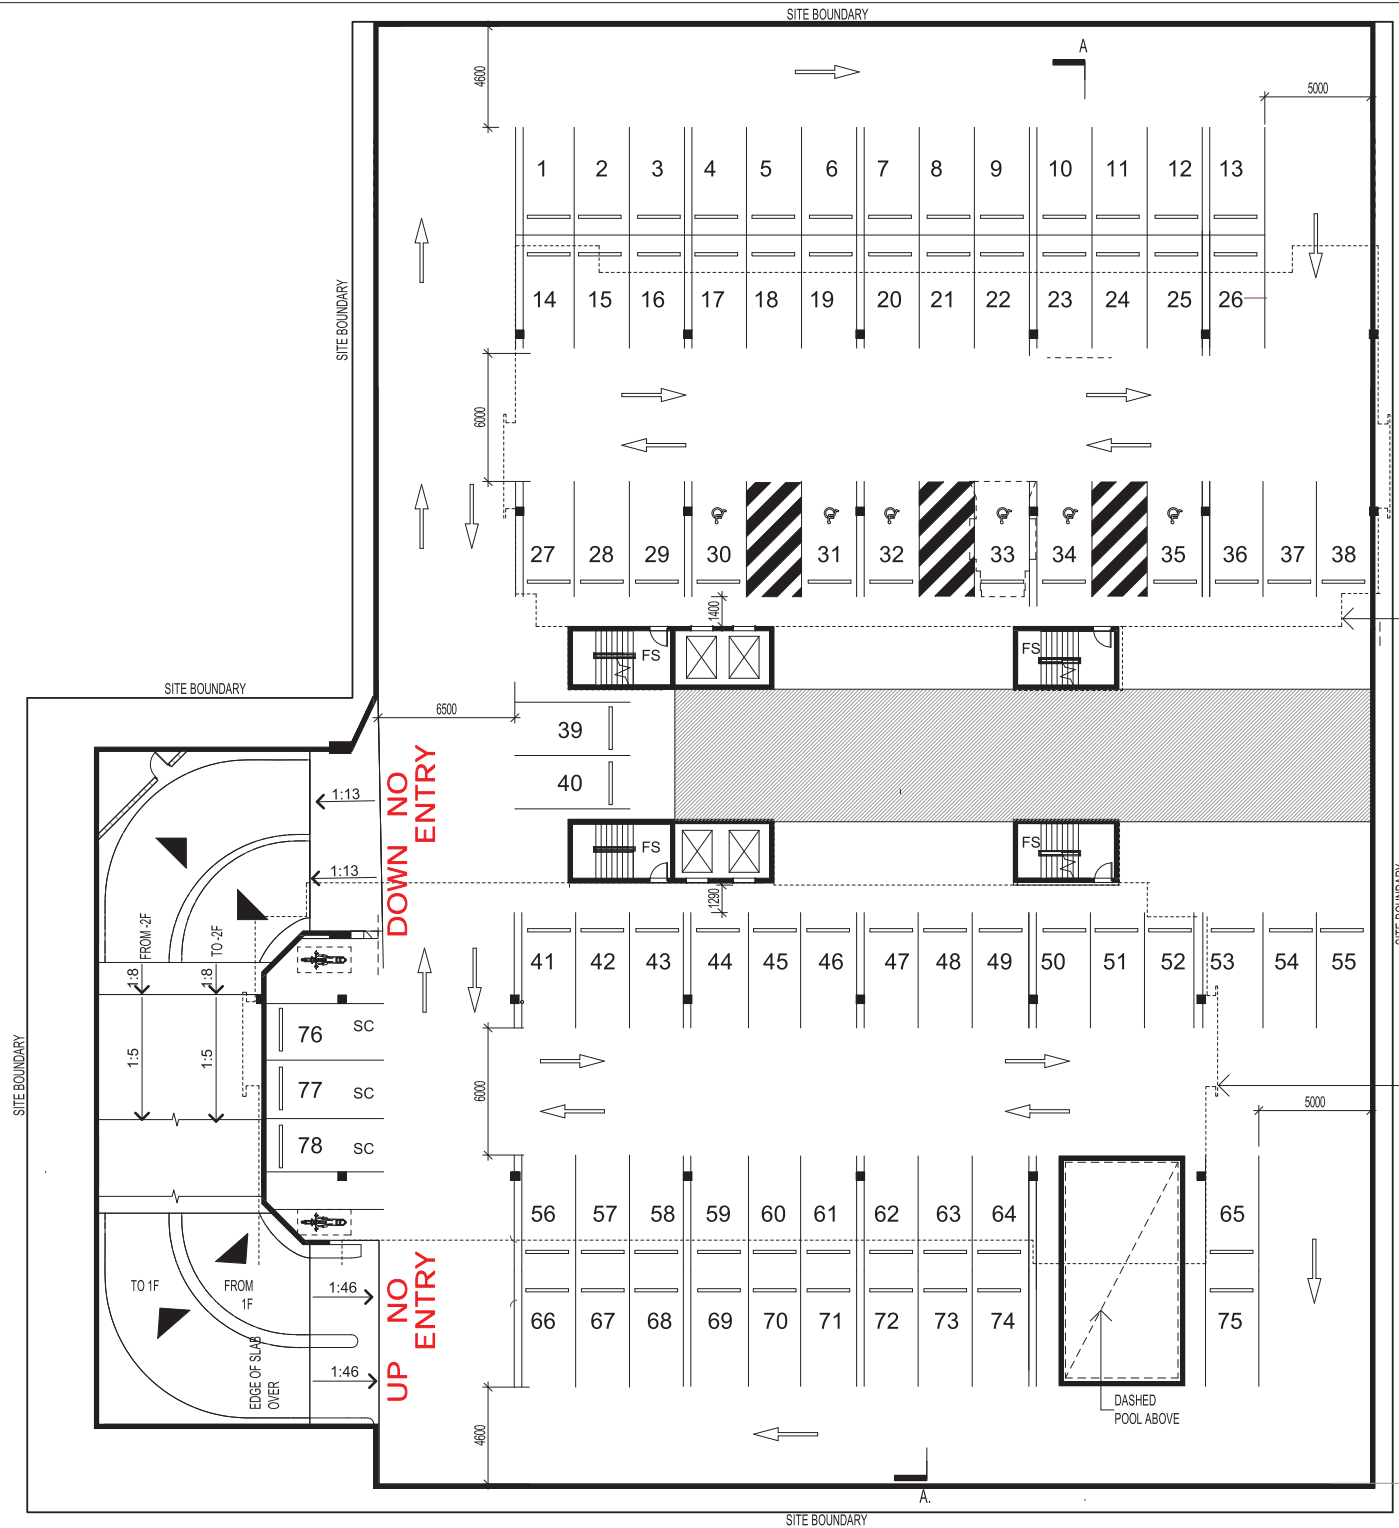 SITE BOUNDARY
A
4600
5000
1 2 3 4 5 6 7 8 9 10 11 12 13
14 15 16 17 18 19 20 21 22 23 24 25 26
SITE BOUNDARY
6000
27 28 29 30 31 32 33 34 35 36 37 38
1400
FS
FS
SITE BOUNDARY
6500
39
40
DOWN NO
ENTRY
1:13
1:13
FS
FS
1290
SITE BOUNDARY
FROM -2F
TO -2F
1:8
1:8
41 42 43 44 45 46 47 48 49 50 51 52 53 54 55
76 SC
77 SC
78 SC
1:5
1:5
SITE BOUNDARY
6000
5000
56 57 58 59 60 61 62 63 64 65
66 67 68 69 70 71 72 73 74 75
TO 1F
FROM
1F
1:46
1:46
EDGE OF SLAB
OVER
UP NO
ENTRY
DASHED
POOL ABOVE
4600
A.
SITE BOUNDARY